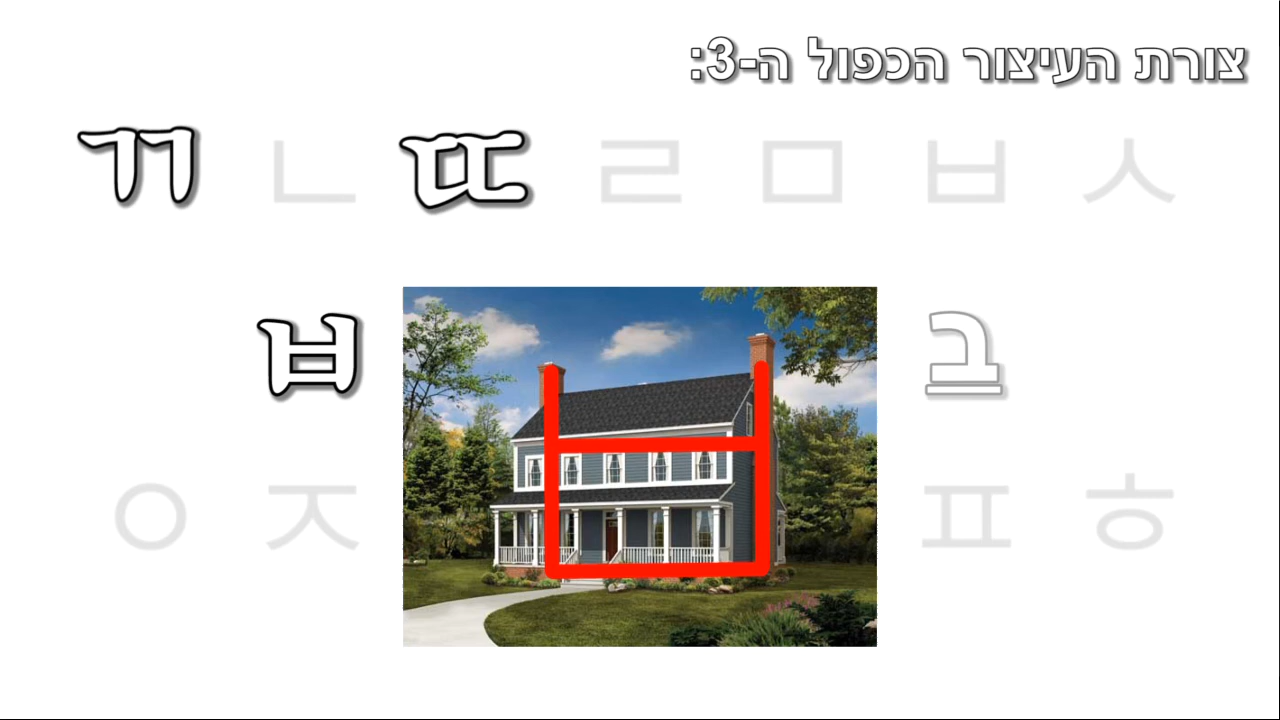 צורת העיצור הכפול ה-3:
ㄲ ㄴ ㄸ ㄹ ㅁ ㅂ ㅅ
ㅂ בּ
ㅇ ㅈ ㅍ ㅎ